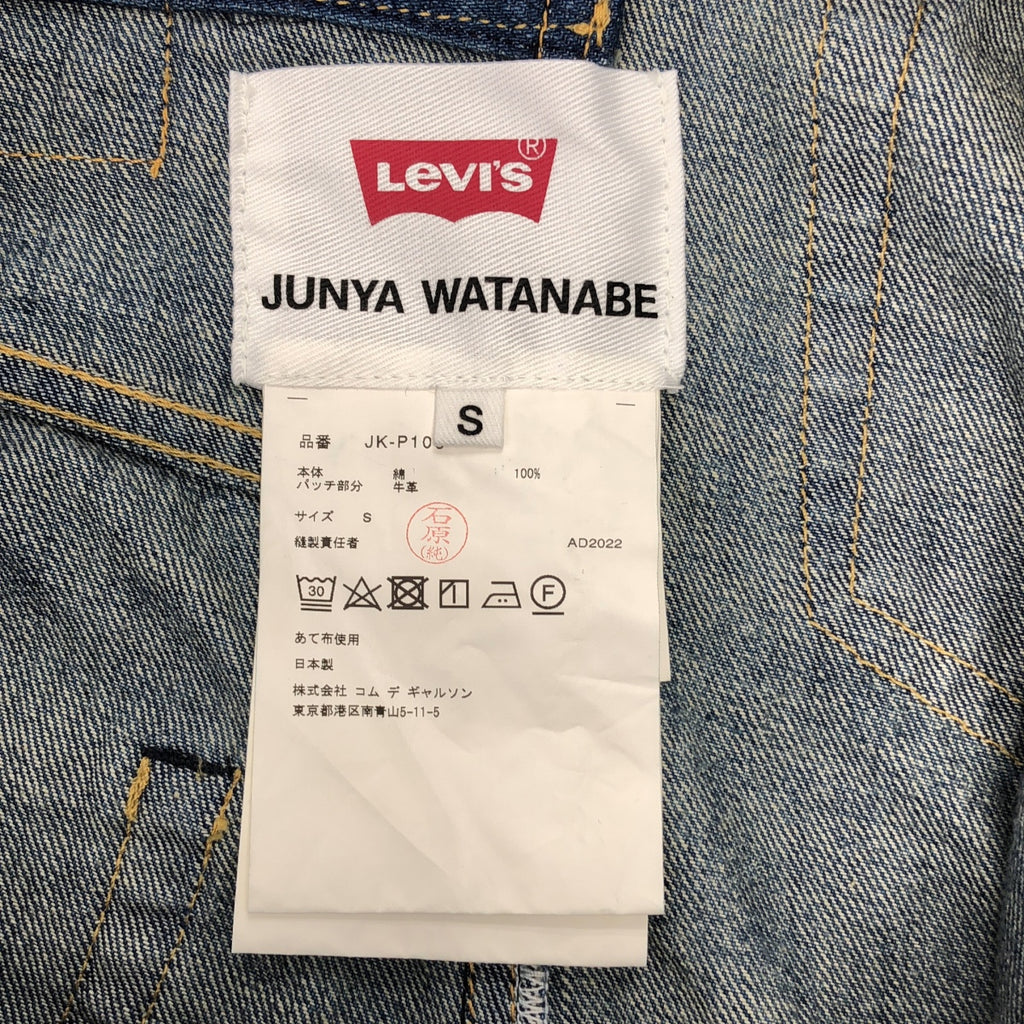 LEVI'S®
JUNYA WATANABE
S
品番 JK-P10
本体 綿 100%
パッチ部分 牛革
サイズ S
縫製責任者 石原(純) AD2022
30 F
あて布使用
日本製
株式会社 コム デ ギャルソン
東京都港区南青山5-11-5